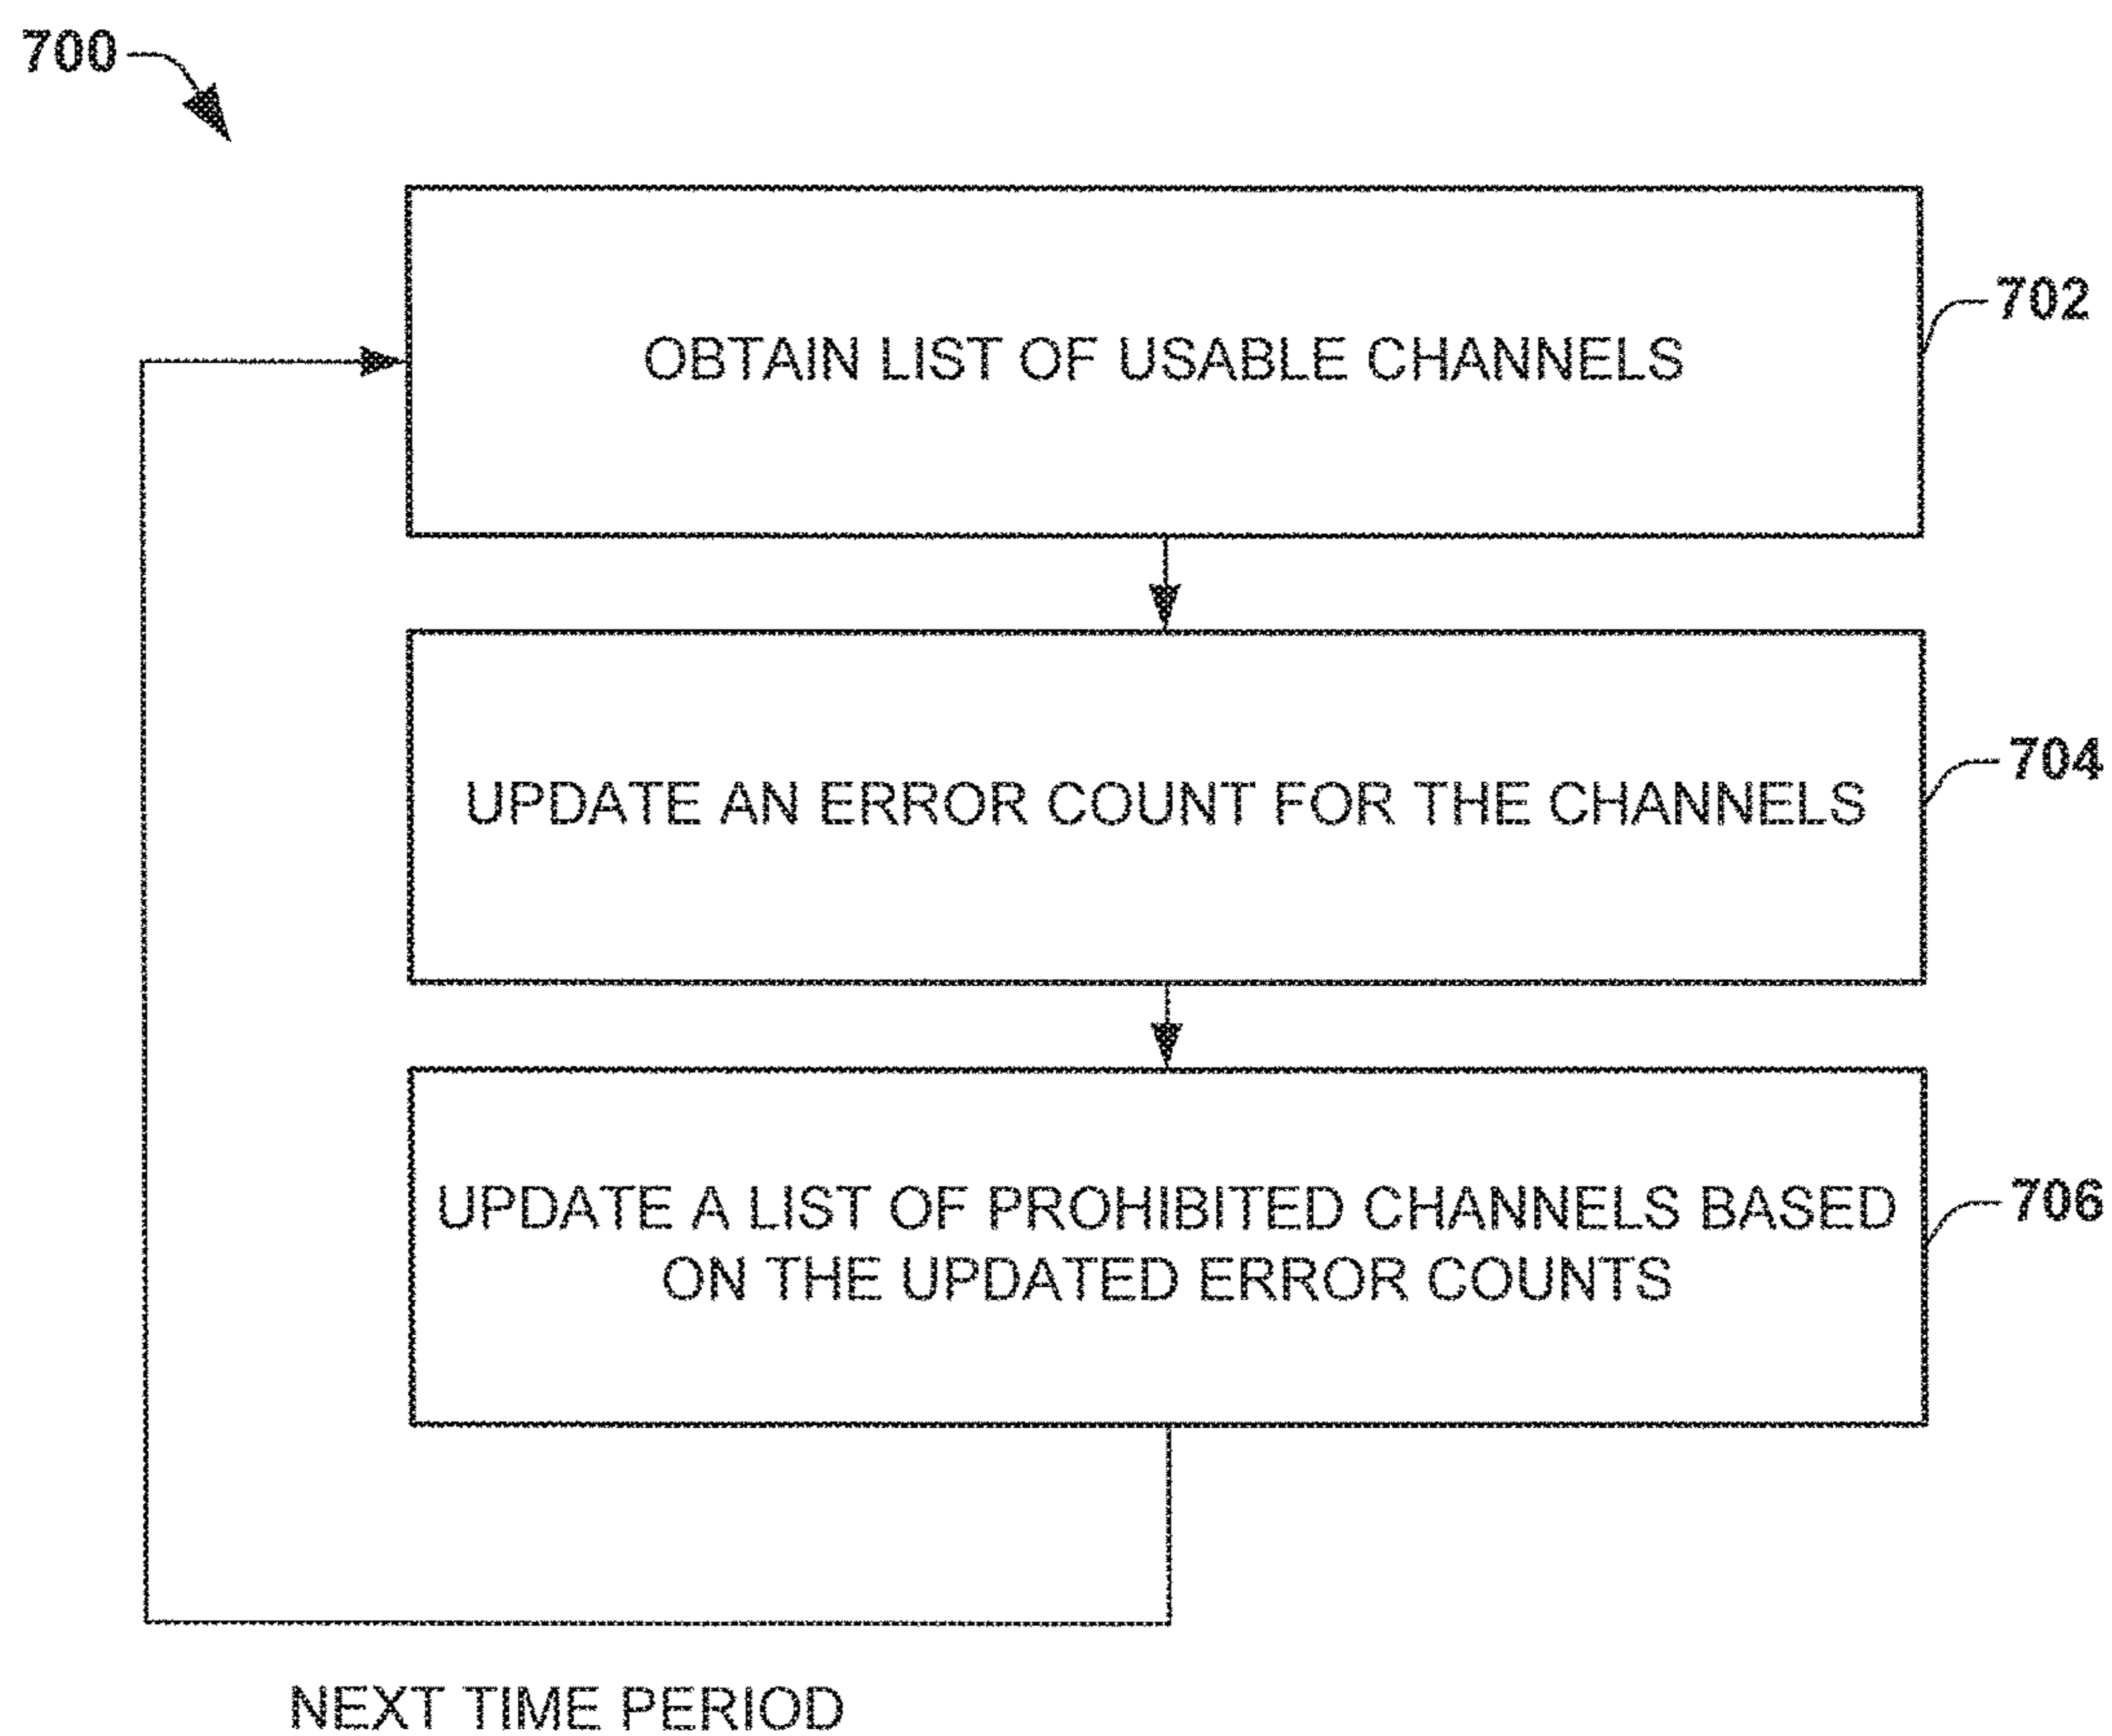 700
OBTAIN LIST OF USABLE CHANNELS
702
UPDATE AN ERROR COUNT FOR THE CHANNELS
704
UPDATE A LIST OF PROHIBITED CHANNELS BASED
ON THE UPDATED ERROR COUNTS
706
NEXT TIME PERIOD